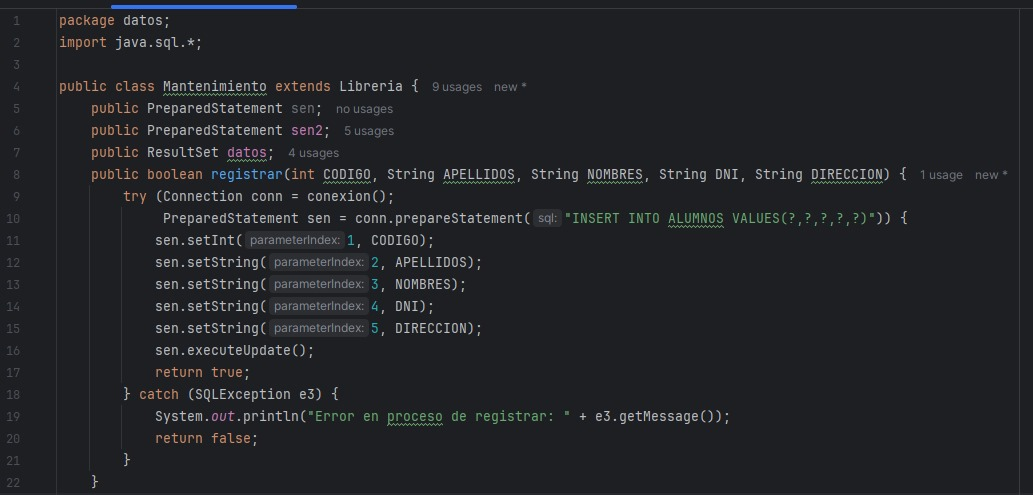 1 package datos;
2 import java.sql.*;
3
4 public class Mantenimiento extends Libreria { 9 usages new *
5 public PreparedStatement sen; no usages
6 public PreparedStatement sen2; 5 usages
7 public ResultSet datos; 4 usages
8 public boolean registrar(int CODIGO, String APELLIDOS, String NOMBRES, String DNI, String DIRECCION) { 1 usage new *
9 try (Connection conn = conexion();
10 PreparedStatement sen = conn.prepareStatement( sql: "INSERT INTO ALUMNOS VALUES(?,?,?,?,?)")) {
11 sen.setInt( parameterIndex: 1, CODIGO);
12 sen.setString( parameterIndex: 2, APELLIDOS);
13 sen.setString( parameterIndex: 3, NOMBRES);
14 sen.setString( parameterIndex: 4, DNI);
15 sen.setString( parameterIndex: 5, DIRECCION);
16 sen.executeUpdate();
17 return true;
18 } catch (SQLException e3) {
19 System.out.println("Error en proceso de registrar: " + e3.getMessage());
20 return false;
21 }
22 }